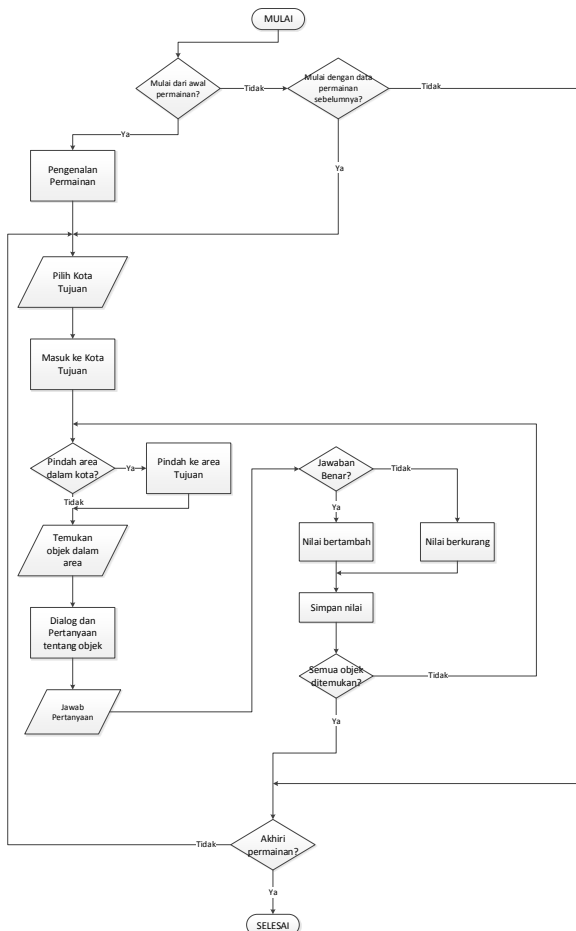 MULAI
Mulai dari awal
permainan?
Tidak
Mulai dengan data
permainan
sebelumnya?
Tidak
Ya
Pengenalan
Permainan
Ya
Pilih Kota
Tujuan
Masuk ke Kota
Tujuan
Pindah area
dalam kota?
Ya
Pindah ke area
Tujuan
Tidak
Temukan
objek dalam
area
Dialog dan
Pertanyaan
tentang objek
Jawab
Pertanyaan
Jawaban
Benar?
Tidak
Ya
Nilai bertambah
Nilai berkurang
Simpan nilai
Semua objek
ditemukan?
Tidak
Ya
Akhiri
permainan?
Tidak
Ya
SELESAI